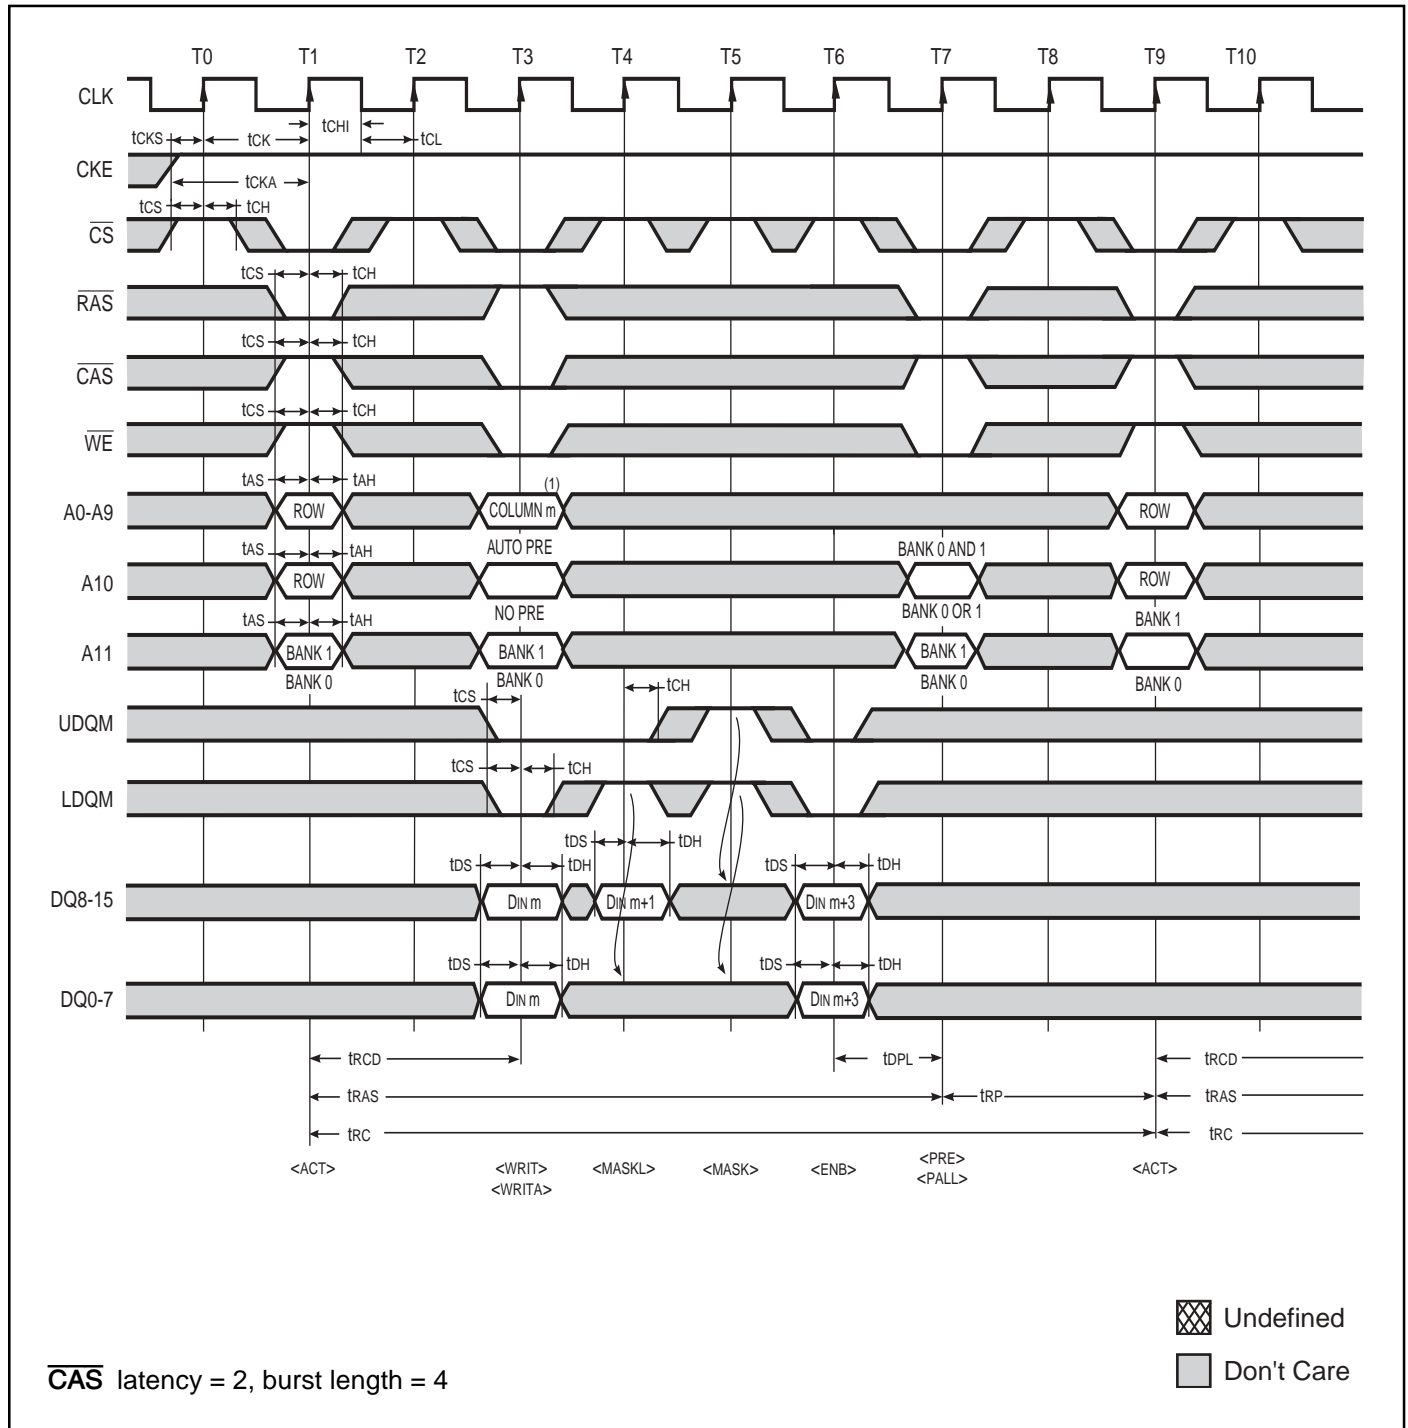 T0 T1 T2 T3 T4 T5 T6 T7 T8 T9 T10
CLK
tCHI
tCKS tCK tCL
CKE
tCKA
tCS tCH
CS
tCS tCH
RAS
tCS tCH
CAS
tCS tCH
WE
tAS tAH (1)
A0-A9 ROW COLUMN m ROW
tAS tAH AUTO PRE BANK 0 AND 1
A10 ROW ROW
NO PRE BANK 0 OR 1 BANK 1
tAS tAH
A11 BANK 1 BANK 1 BANK 1
BANK 0 BANK 0 BANK 0 BANK 0
tCS tCH
UDQM
tCS tCH
LDQM
tDS tDH
tDS tDH tDS tDH
DQ8-15 DIN m DIN m+1 DIN m+3
tDS tDH tDS tDH
DQ0-7 DIN m DIN m+3
tRCD tDPL tRCD
tRAS tRP tRAS
tRC tRC
<ACT> <WRIT> <MASKL> <MASK> <ENB> <PRE> <ACT>
<WRITA> <PALL>
Undefined
Don't Care
CAS latency = 2, burst length = 4